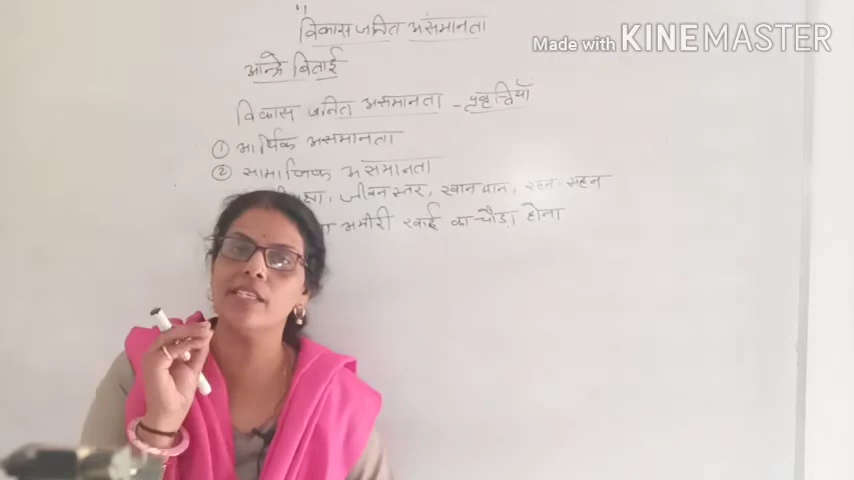 "विकास जनित असमानता
Made with KINEMASTER
आन्द्रे बिताई
विकास जनित असमानता - प्रवृत्तियाँ
① आर्थिक असमानता
② सामाजिक असमानता
जीवन स्तर, खानपान, रहन-सहन
अमीरी खाई का चौड़ा होना